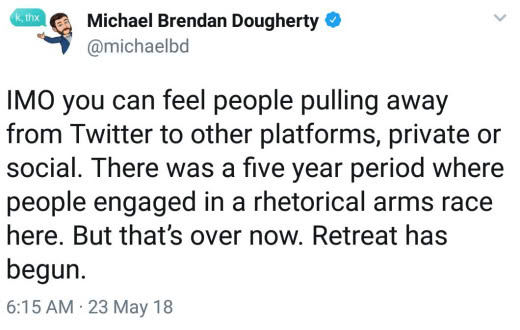 k, thx
Michael Brendan Dougherty
@michaelbd
IMO you can feel people pulling away
from Twitter to other platforms, private or
social. There was a five year period where
people engaged in a rhetorical arms race
here. But that's over now. Retreat has
begun.
6:15 AM · 23 May 18